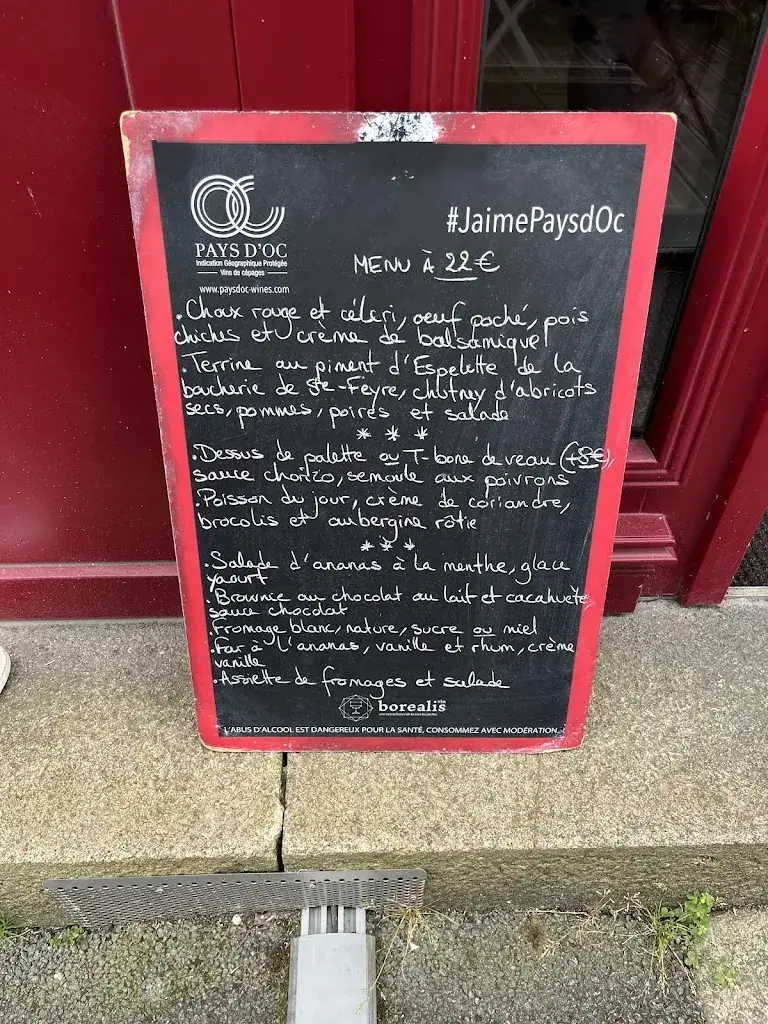 PAYS D'OC
Indication Géographique Protégée
Vins de cépages
www.paysdoc-wines.com
#JaimePaysdOc
MENU À 22€
. Choux rouge et céleri, oeuf poché, pois
chiches et crème de balsamique
. Terrine au piment d'Espelette de la
boucherie de Ste-Feyre, chutney d'abricots
secs, pommes, poires et salade
* * *
. Dessus de palette ou T-bone de veau (+8€),
sauce chorizo, semoule aux poivrons
. Poisson du jour, crème de coriandre,
brocolis et aubergine rôtie
* * *
. Salade d'ananas à la menthe, glace
yaourt
. Brownie au chocolat au lait et cacahuète
sauce chocolat
. Fromage blanc, nature, sucre ou miel
. Far à l'ananas, vanille et rhum, crème
vanille
. Assiette de fromages et salade
borealis
L'ABUS D'ALCOOL EST DANGEREUX POUR LA SANTÉ, CONSOMMEZ AVEC MODÉRATION.